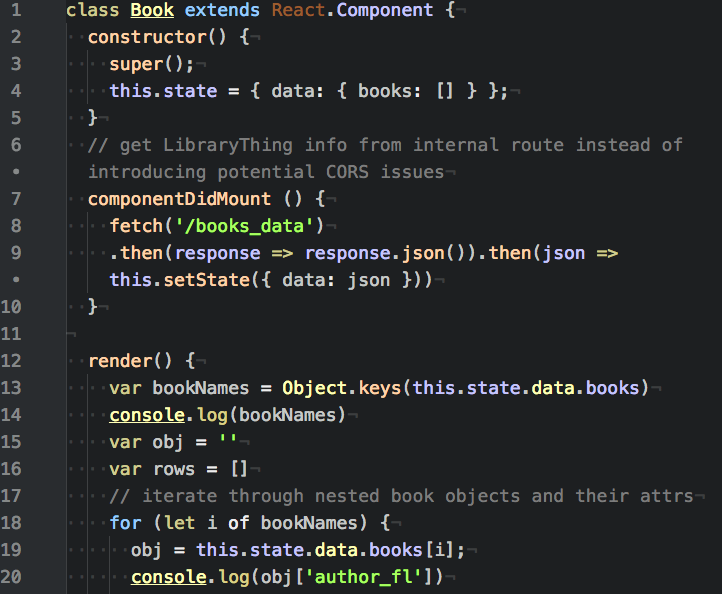 1 class Book extends React.Component {¬
2 ··constructor() {¬
3 ····super();¬
4 ····this.state = { data: { books: [] } };¬
5 ··}¬
6 ··// get LibraryThing info from internal route instead of
• introducing potential CORS issues¬
7 ··componentDidMount () {¬
8 ····fetch('/books_data')¬
9 ····.then(response => response.json()).then(json =>
• this.setState({ data: json }))¬
10 ··}¬
11 ¬
12 ··render() {¬
13 ····var bookNames = Object.keys(this.state.data.books)¬
14 ····console.log(bookNames)¬
15 ····var obj = ''¬
16 ····var rows = []¬
17 ····// iterate through nested book objects and their attrs¬
18 ····for (let i of bookNames) {¬
19 ······obj = this.state.data.books[i];¬
20 ······console.log(obj['author_fl'])¬